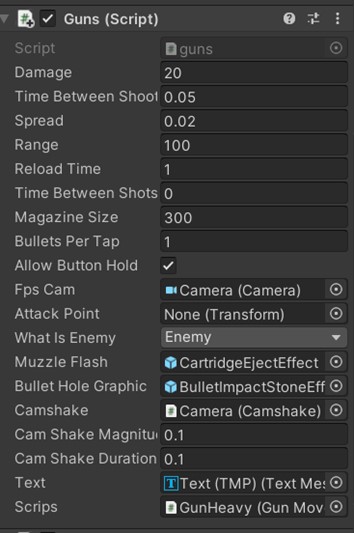 Guns (Script)
Script guns
Damage 20
Time Between Shoot 0.05
Spread 0.02
Range 100
Reload Time 1
Time Between Shots 0
Magazine Size 300
Bullets Per Tap 1
Allow Button Hold
Fps Cam Camera (Camera)
Attack Point None (Transform)
What Is Enemy Enemy
Muzzle Flash CartridgeEjectEffect
Bullet Hole Graphic BulletImpactStoneEff
Camshake Camera (Camshake)
Cam Shake Magnitu 0.1
Cam Shake Duration 0.1
Text Text (TMP) (Text Mes
Scrips GunHeavy (Gun Mov